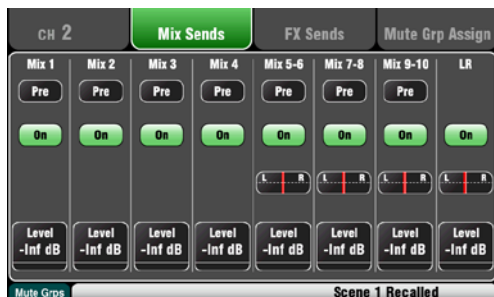 CH 2 Mix Sends FX Sends Mute Grp Assign
Mix 1 Mix 2 Mix 3 Mix 4 Mix 5-6 Mix 7-8 Mix 9-10 LR
Pre Pre Pre Pre Pre Pre Pre
On On On On On On On On
L R L R L R L R
Level Level Level Level Level Level Level Level
-Inf dB -Inf dB -Inf dB -Inf dB -Inf dB -Inf dB -Inf dB -Inf dB
Mute Grps Scene 1 Recalled